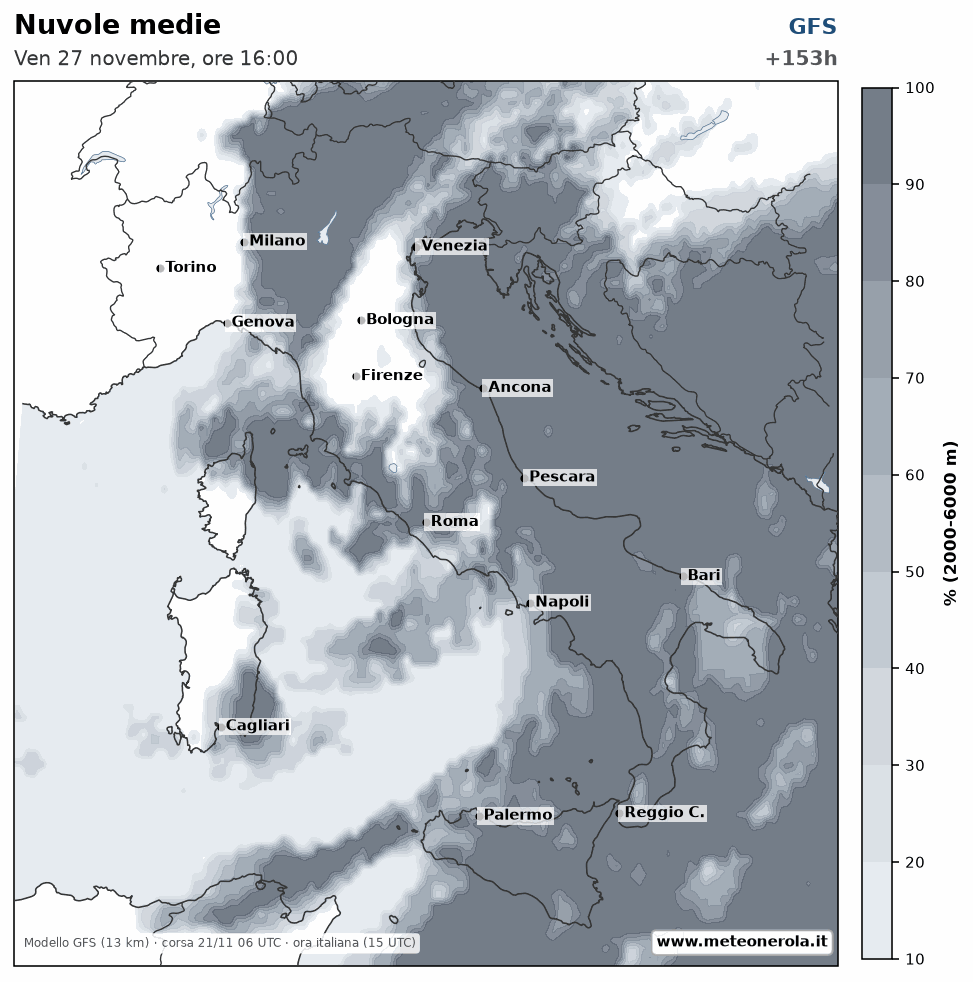 Nuvole medie
GFS
Ven 27 novembre, ore 16:00
+153h
100
90
80
70
60
50
40
30
20
10
% (2000-6000 m)
Milano
Venezia
Torino
Genova
Bologna
Firenze
Ancona
Pescara
Roma
Bari
Napoli
Cagliari
Palermo
Reggio C.
Modello GFS (13 km) · corsa 21/11 06 UTC · ora italiana (15 UTC)
www.meteonerola.it